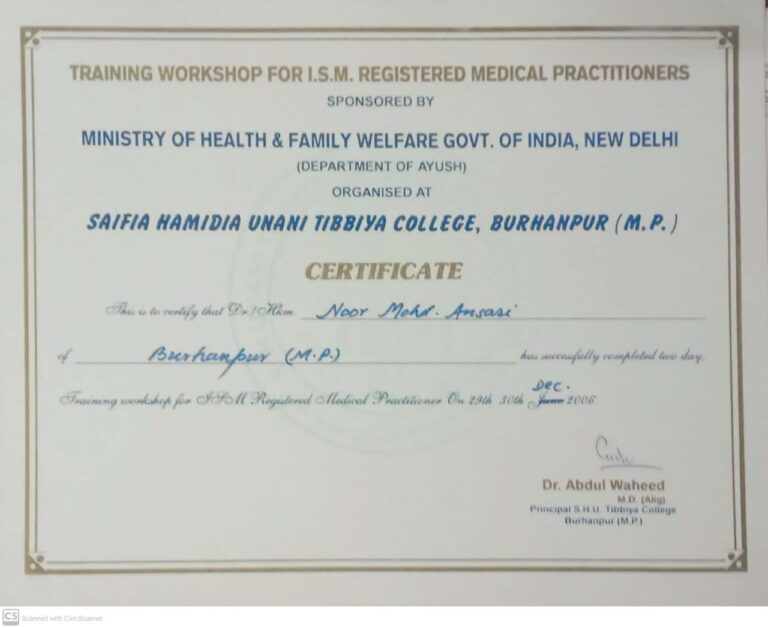 TRAINING WORKSHOP FOR I.S.M. REGISTERED MEDICAL PRACTITIONERS
SPONSORED BY
MINISTRY OF HEALTH & FAMILY WELFARE GOVT. OF INDIA, NEW DELHI
(DEPARTMENT OF AYUSH)
ORGANISED AT
SAIFIA HAMIDIA UNANI TIBBIYA COLLEGE, BURHANPUR (M.P.)
CERTIFICATE
This is to certify that Dr. / Hkm. Noor Mohd. Ansari
of Burhanpur (M.P.) has successfully completed two day.
Dec.
Training workshop for ISM Registered Medical Practitioner On 29th 30th June 2006
Dr. Abdul Waheed
M.D. (Alig)
Principal S.H.U. Tibbiya College
Burhanpur (M.P.)
CS Scanned with CamScanner